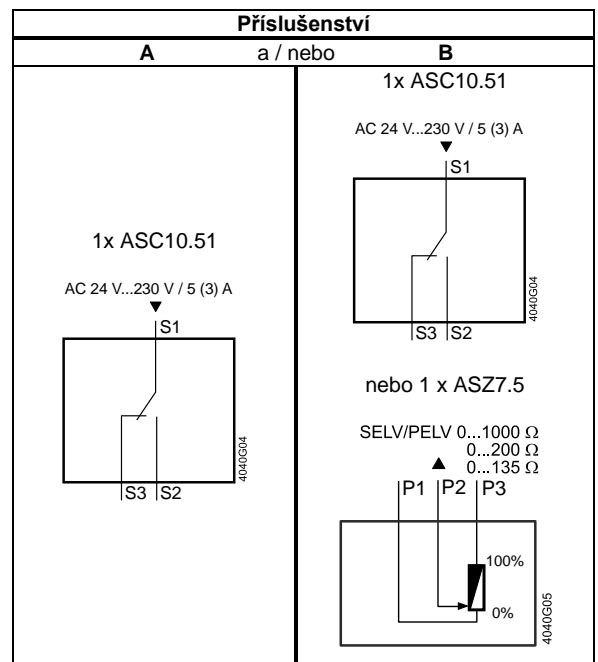 Příslušenství
A a / nebo B
1x ASC10.51
AC 24 V...230 V / 5 (3) A
S1
S3 S2
4040G04
1x ASC10.51
AC 24 V...230 V / 5 (3) A
S1
S3 S2
4040G04
nebo 1 x ASZ7.5
SELV/PELV 0...1000 Ω
0...200 Ω
0...135 Ω
P1 P2 P3
100%
0%
4040G05